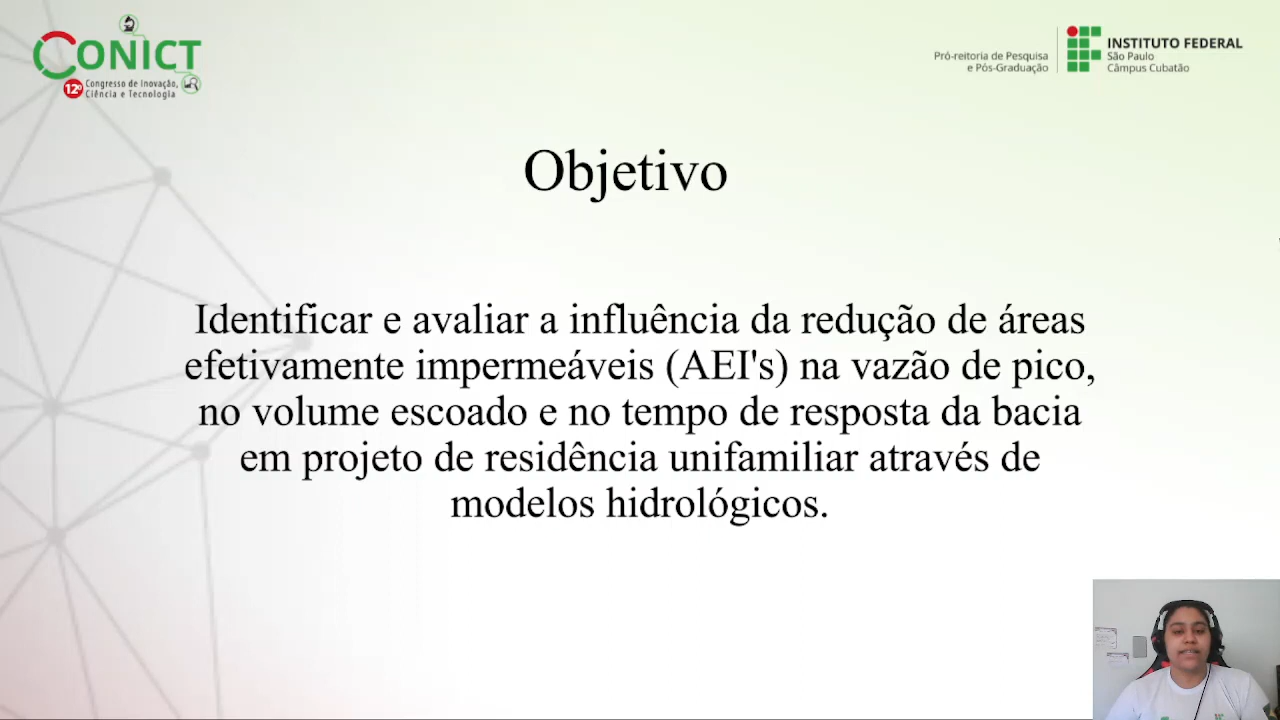 CONICT
12º Congresso de Inovação,
Ciência e Tecnologia
Pró-reitoria de Pesquisa
e Pós-Graduação
INSTITUTO FEDERAL
São Paulo
Câmpus Cubatão
Objetivo
Identificar e avaliar a influência da redução de áreas
efetivamente impermeáveis (AEI's) na vazão de pico,
no volume escoado e no tempo de resposta da bacia
em projeto de residência unifamiliar através de
modelos hidrológicos.